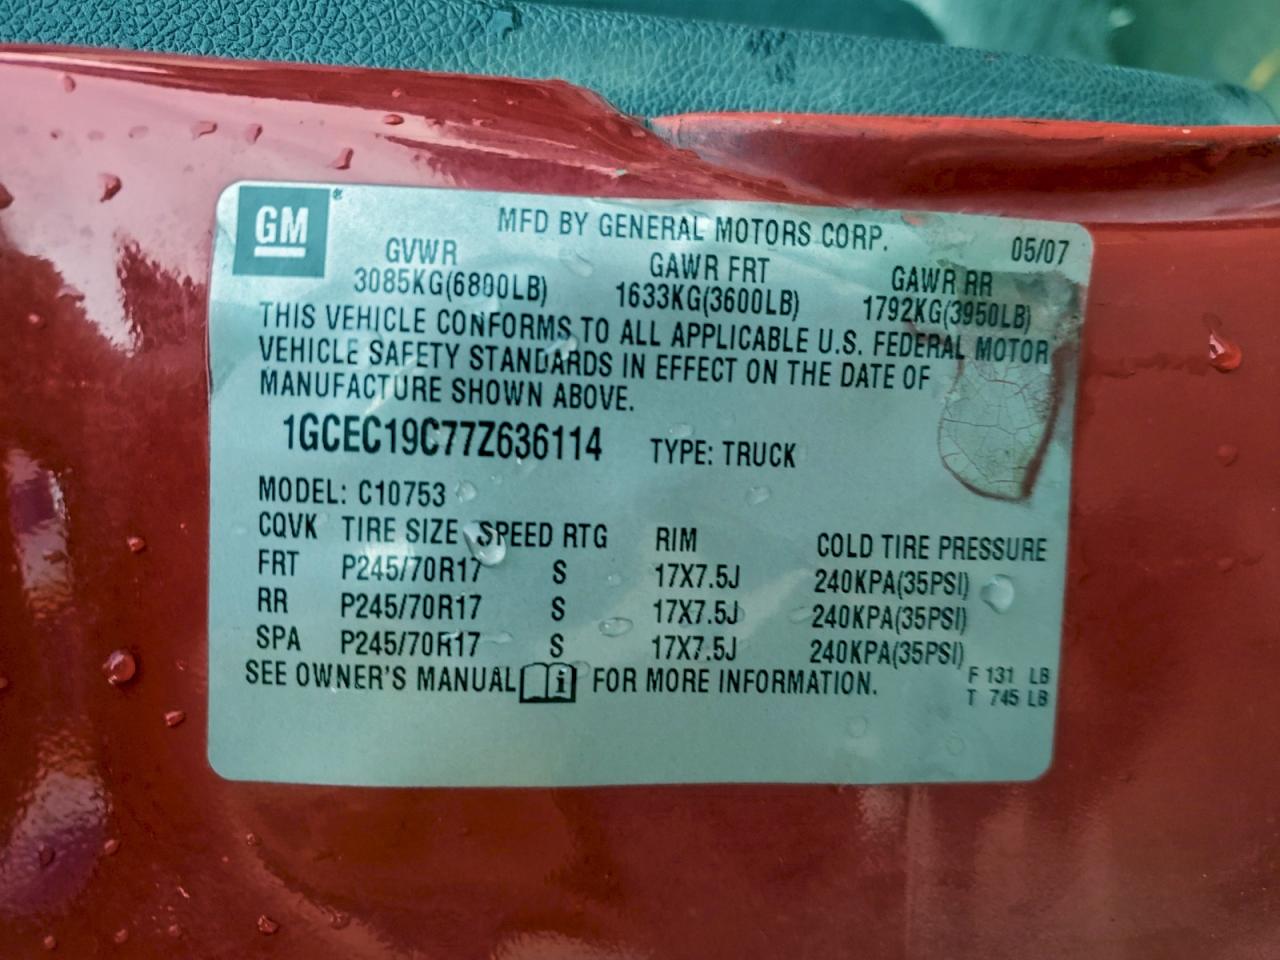 GM®
MFD BY GENERAL MOTORS CORP. 05/07
GVWR GAWR FRT GAWR RR
3085KG(6800LB) 1633KG(3600LB) 1792KG(3950LB)
THIS VEHICLE CONFORMS TO ALL APPLICABLE U.S. FEDERAL MOTOR
VEHICLE SAFETY STANDARDS IN EFFECT ON THE DATE OF
MANUFACTURE SHOWN ABOVE.
1GCEC19C77Z636114 TYPE: TRUCK
MODEL: C10753
CQVK TIRE SIZE SPEED RTG RIM COLD TIRE PRESSURE
FRT P245/70R17 S 17X7.5J 240KPA(35PSI)
RR P245/70R17 S 17X7.5J 240KPA(35PSI)
SPA P245/70R17 S 17X7.5J 240KPA(35PSI)
SEE OWNER'S MANUAL i FOR MORE INFORMATION.
F 131 LB
T 745 LB